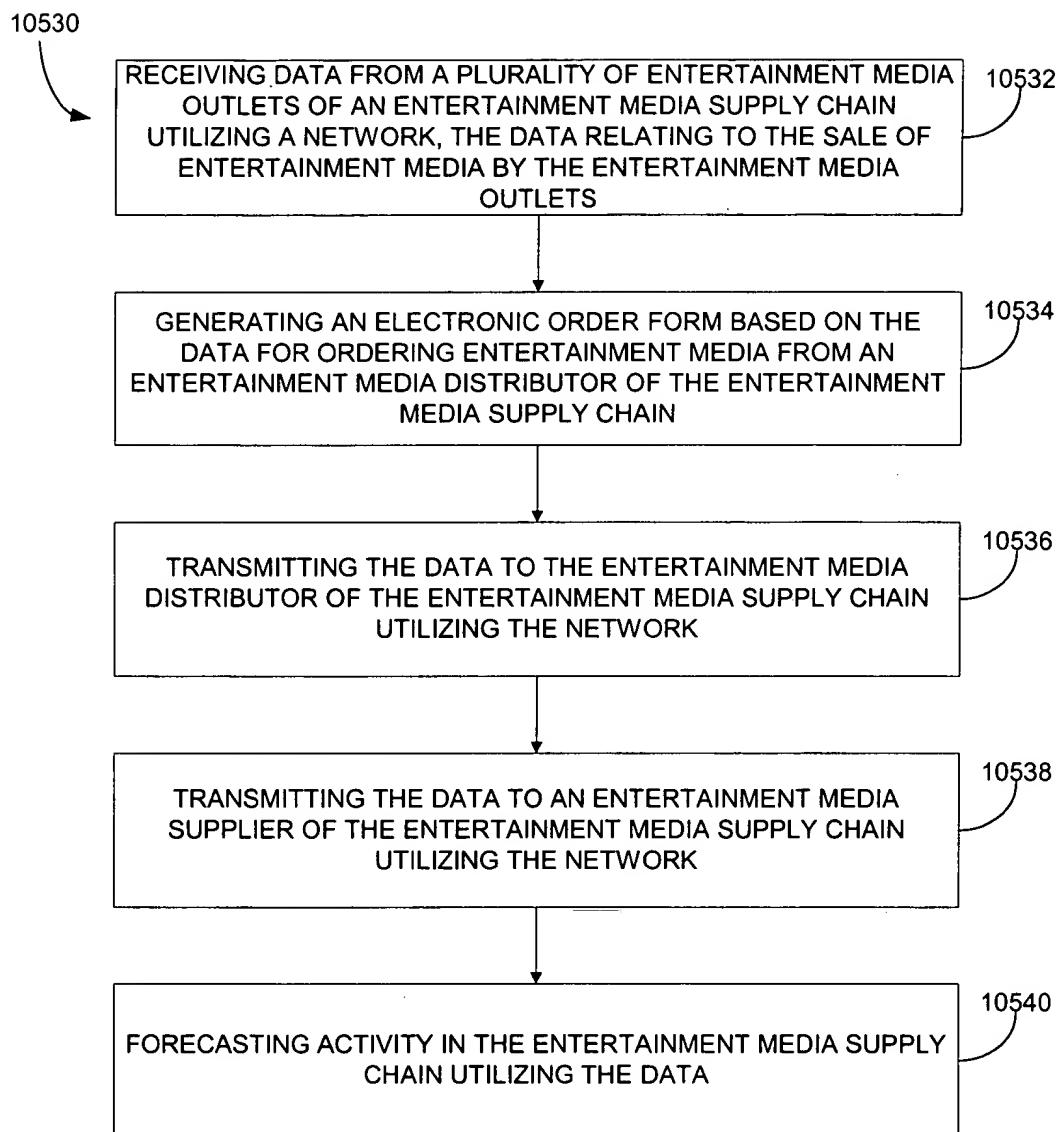 10530
RECEIVING DATA FROM A PLURALITY OF ENTERTAINMENT MEDIA
OUTLETS OF AN ENTERTAINMENT MEDIA SUPPLY CHAIN
UTILIZING A NETWORK, THE DATA RELATING TO THE SALE OF
ENTERTAINMENT MEDIA BY THE ENTERTAINMENT MEDIA
OUTLETS
10532
GENERATING AN ELECTRONIC ORDER FORM BASED ON THE
DATA FOR ORDERING ENTERTAINMENT MEDIA FROM AN
ENTERTAINMENT MEDIA DISTRIBUTOR OF THE ENTERTAINMENT
MEDIA SUPPLY CHAIN
10534
TRANSMITTING THE DATA TO THE ENTERTAINMENT MEDIA
DISTRIBUTOR OF THE ENTERTAINMENT MEDIA SUPPLY CHAIN
UTILIZING THE NETWORK
10536
TRANSMITTING THE DATA TO AN ENTERTAINMENT MEDIA
SUPPLIER OF THE ENTERTAINMENT MEDIA SUPPLY CHAIN
UTILIZING THE NETWORK
10538
FORECASTING ACTIVITY IN THE ENTERTAINMENT MEDIA SUPPLY
CHAIN UTILIZING THE DATA
10540